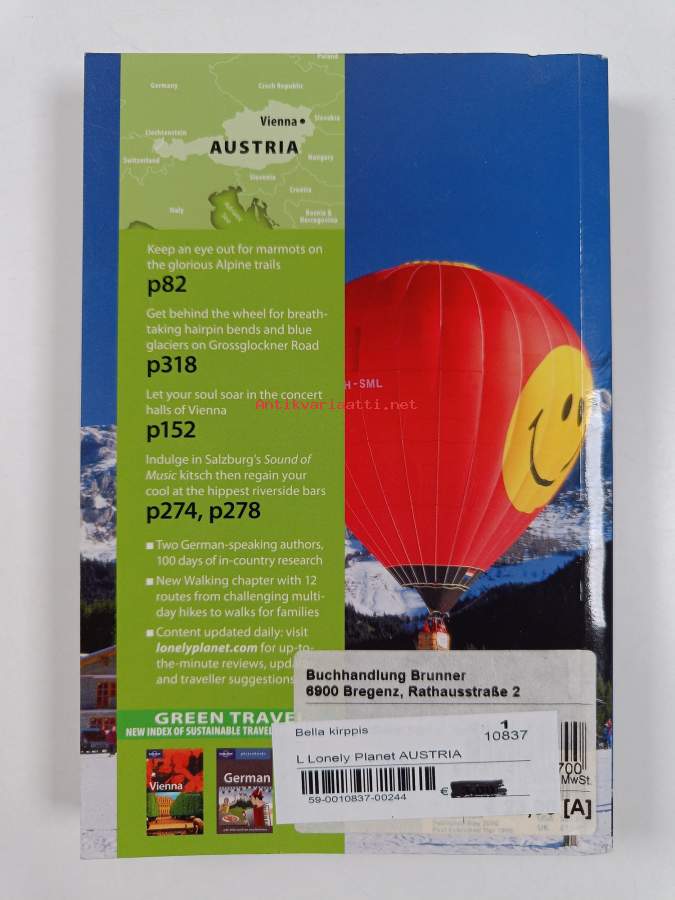 Poland
Germany
Czech Republic
Vienna
Slovakia
Liechtenstein
AUSTRIA
Switzerland
Hungary
Slovenia
Croatia
Italy
Bosnia &
Hercegovina
Keep an eye out for marmots on
the glorious Alpine trails
p82
Get behind the wheel for breath-
taking hairpin bends and blue
glaciers on Grossglockner Road
p318
H-SML
Let your soul soar in the concert
halls of Vienna
Antikvariaatti.net
p152
Indulge in Salzburg's Sound of
Music kitsch then regain your
cool at the hippest riverside bars
p274, p278
Two German-speaking authors,
100 days of in-country research
New Walking chapter with 12
routes from challenging multi-
day hikes to walks for families
Content updated daily: visit
lonelyplanet.com for up-to-
the-minute reviews, upda
and traveller suggestions
GREEN TRAVE
NEW INDEX OF SUSTAINABLE TRAVEL
Vienna
German
Buchhandlung Brunner
6900 Bregenz, Rathausstraße 2
Bella kirppis
1
10837
L Lonely Planet AUSTRIA
59-0010837-00244
€
700
MwSt.
[A]